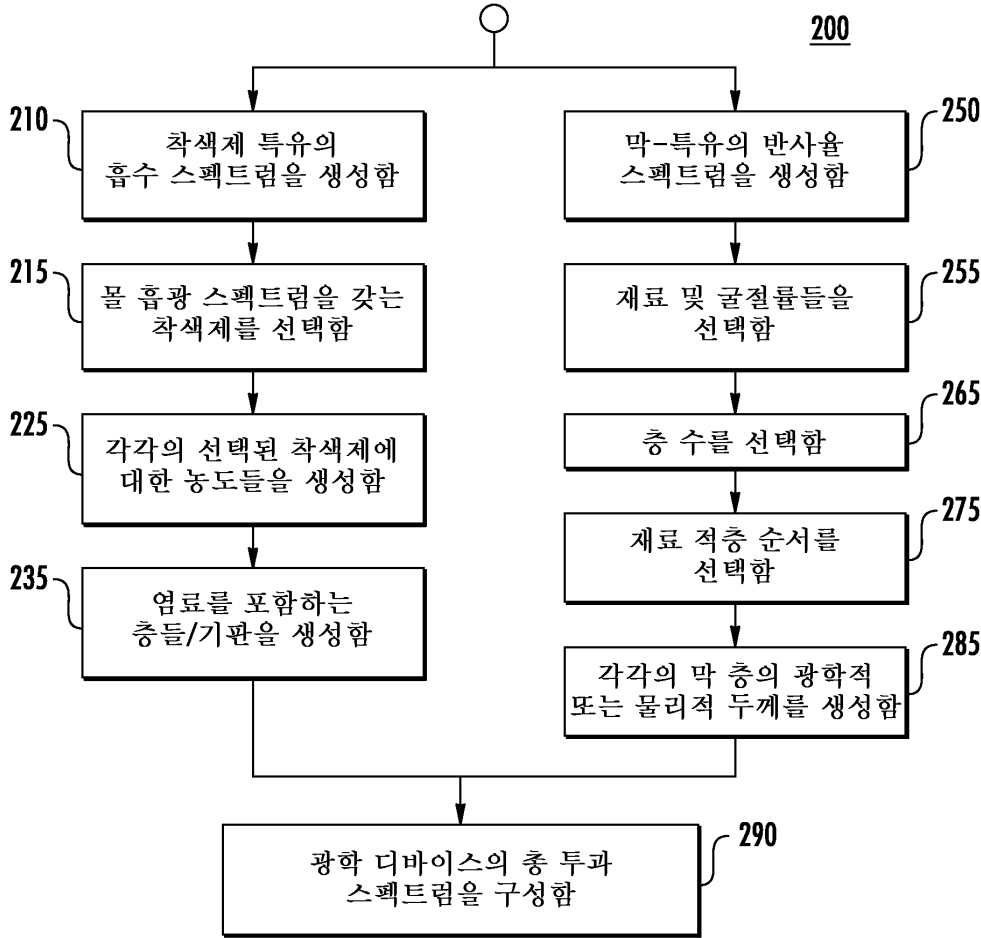 200
210
착색제 특유의
흡수 스펙트럼을 생성함
215
몰 흡광 스펙트럼을 갖는
착색제를 선택함
225
각각의 선택된 착색제에
대한 농도들을 생성함
235
염료를 포함하는
층들/기판을 생성함
250
막-특유의 반사율
스펙트럼을 생성함
255
재료 및 굴절률들을
선택함
265
층 수를 선택함
275
재료 적층 순서를
선택함
285
각각의 막 층의 광학적
또는 물리적 두께를 생성함
290
광학 디바이스의 총 투과
스펙트럼을 구성함